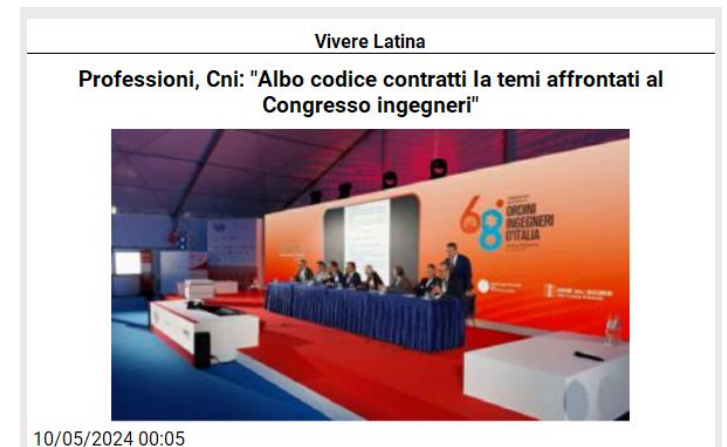 Vivere Latina
Professioni, Cni: "Albo codice contratti Ia temi affrontati al
Congresso ingegneri"
68°
ORDINI
INGEGNERI
D'ITALIA
10/05/2024 00:05